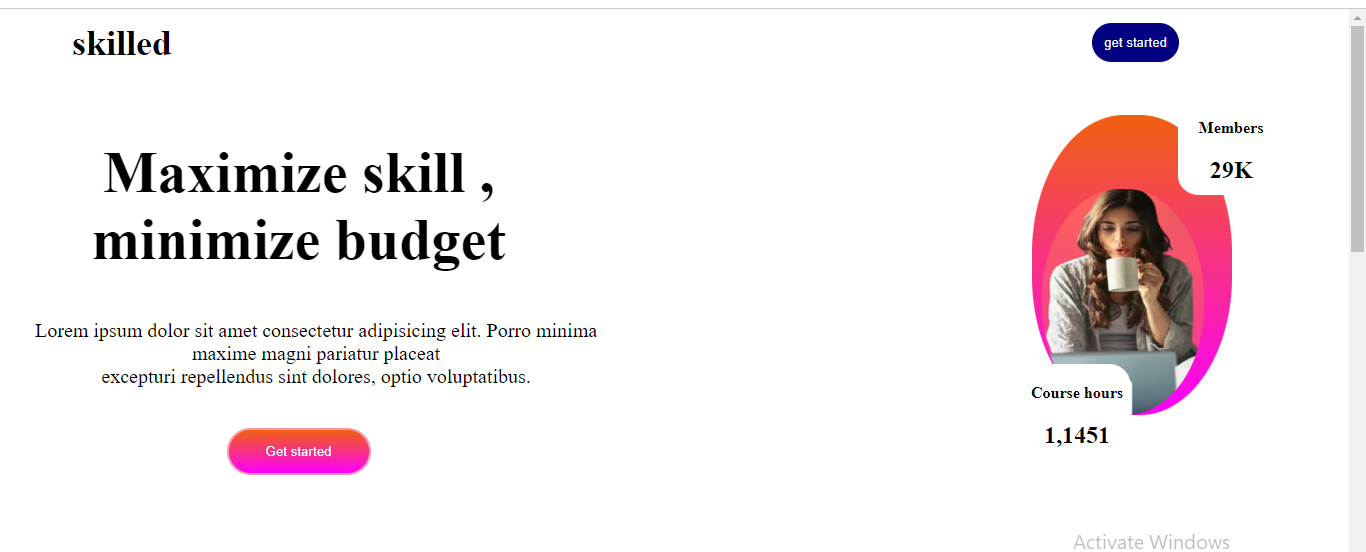 skilled
get started
Maximize skill ,
minimize budget
Lorem ipsum dolor sit amet consectetur adipisicing elit. Porro minima
maxime magni pariatur placeat
excepturi repellendus sint dolores, optio voluptatibus.
Get started
Members
29K
Course hours
1,1451
Activate Windows